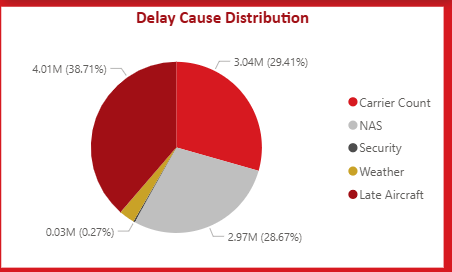 Delay Cause Distribution
4.01M (38.71%)
3.04M (29.41%)
Carrier Count
NAS
Security
Weather
Late Aircraft
0.03M (0.27%)
2.97M (28.67%)